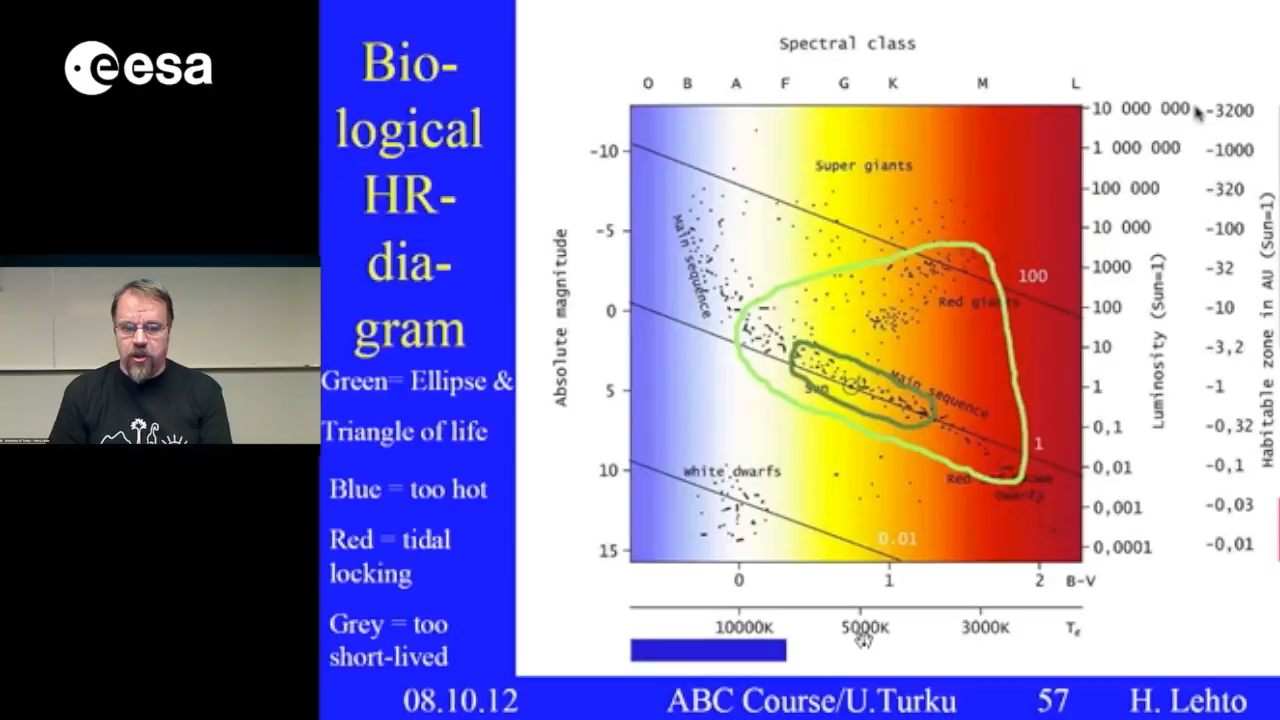 esa
Bio-
logical
HR-
dia-
gram
Green= Ellipse &
Triangle of life
Blue = too hot
Red = tidal
locking
Grey = too
short-lived
Spectral class
O B A F G K M L
Absolute magnitude
-10
-5
0
5
10
15
Super giants
Main sequence
100
Red giants
Sun
Main sequence
1
White dwarfs
Red
dwarfs
0.01
10 000 000
1 000 000
100 000
10 000
1000
100
10
1
0,1
0,01
0,001
0,0001
Luminosity (Sun=1)
-3200
-1000
-320
-100
-32
-10
-3,2
-1
-0,32
-0,1
-0,03
-0,01
Habitable zone in AU (Sun=1)
0 1 2 B-V
10000K 5000K 3000K
08.10.12 ABC Course/U.Turku 57 H. Lehto